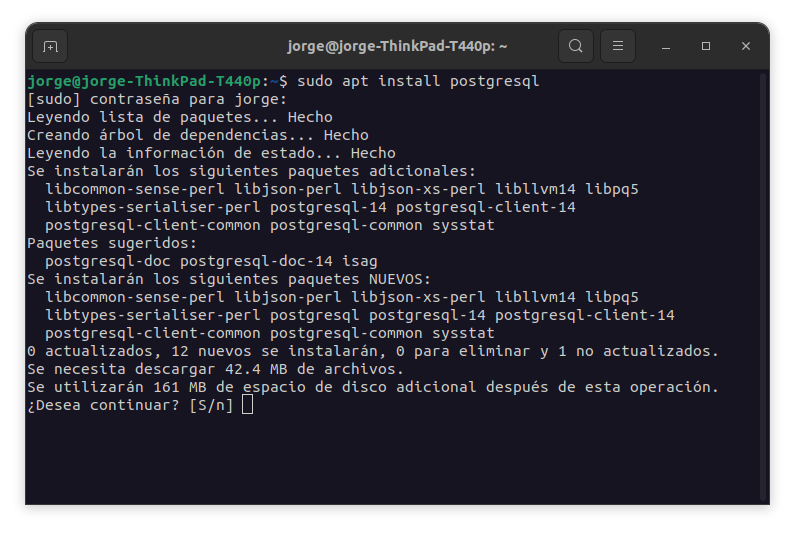 jorge@jorge-ThinkPad-T440p: ~
jorge@jorge-ThinkPad-T440p:~$ sudo apt install postgresql
[sudo] contraseña para jorge:
Leyendo lista de paquetes... Hecho
Creando árbol de dependencias... Hecho
Leyendo la información de estado... Hecho
Se instalarán los siguientes paquetes adicionales:
  libcommon-sense-perl libjson-perl libjson-xs-perl libllvm14 libpq5
  libtypes-serialiser-perl postgresql-14 postgresql-client-14
  postgresql-client-common postgresql-common sysstat
Paquetes sugeridos:
  postgresql-doc postgresql-doc-14 isag
Se instalarán los siguientes paquetes NUEVOS:
  libcommon-sense-perl libjson-perl libjson-xs-perl libllvm14 libpq5
  libtypes-serialiser-perl postgresql postgresql-14 postgresql-client-14
  postgresql-client-common postgresql-common sysstat
0 actualizados, 12 nuevos se instalarán, 0 para eliminar y 1 no actualizados.
Se necesita descargar 42.4 MB de archivos.
Se utilizarán 161 MB de espacio de disco adicional después de esta operación.
¿Desea continuar? [S/n]